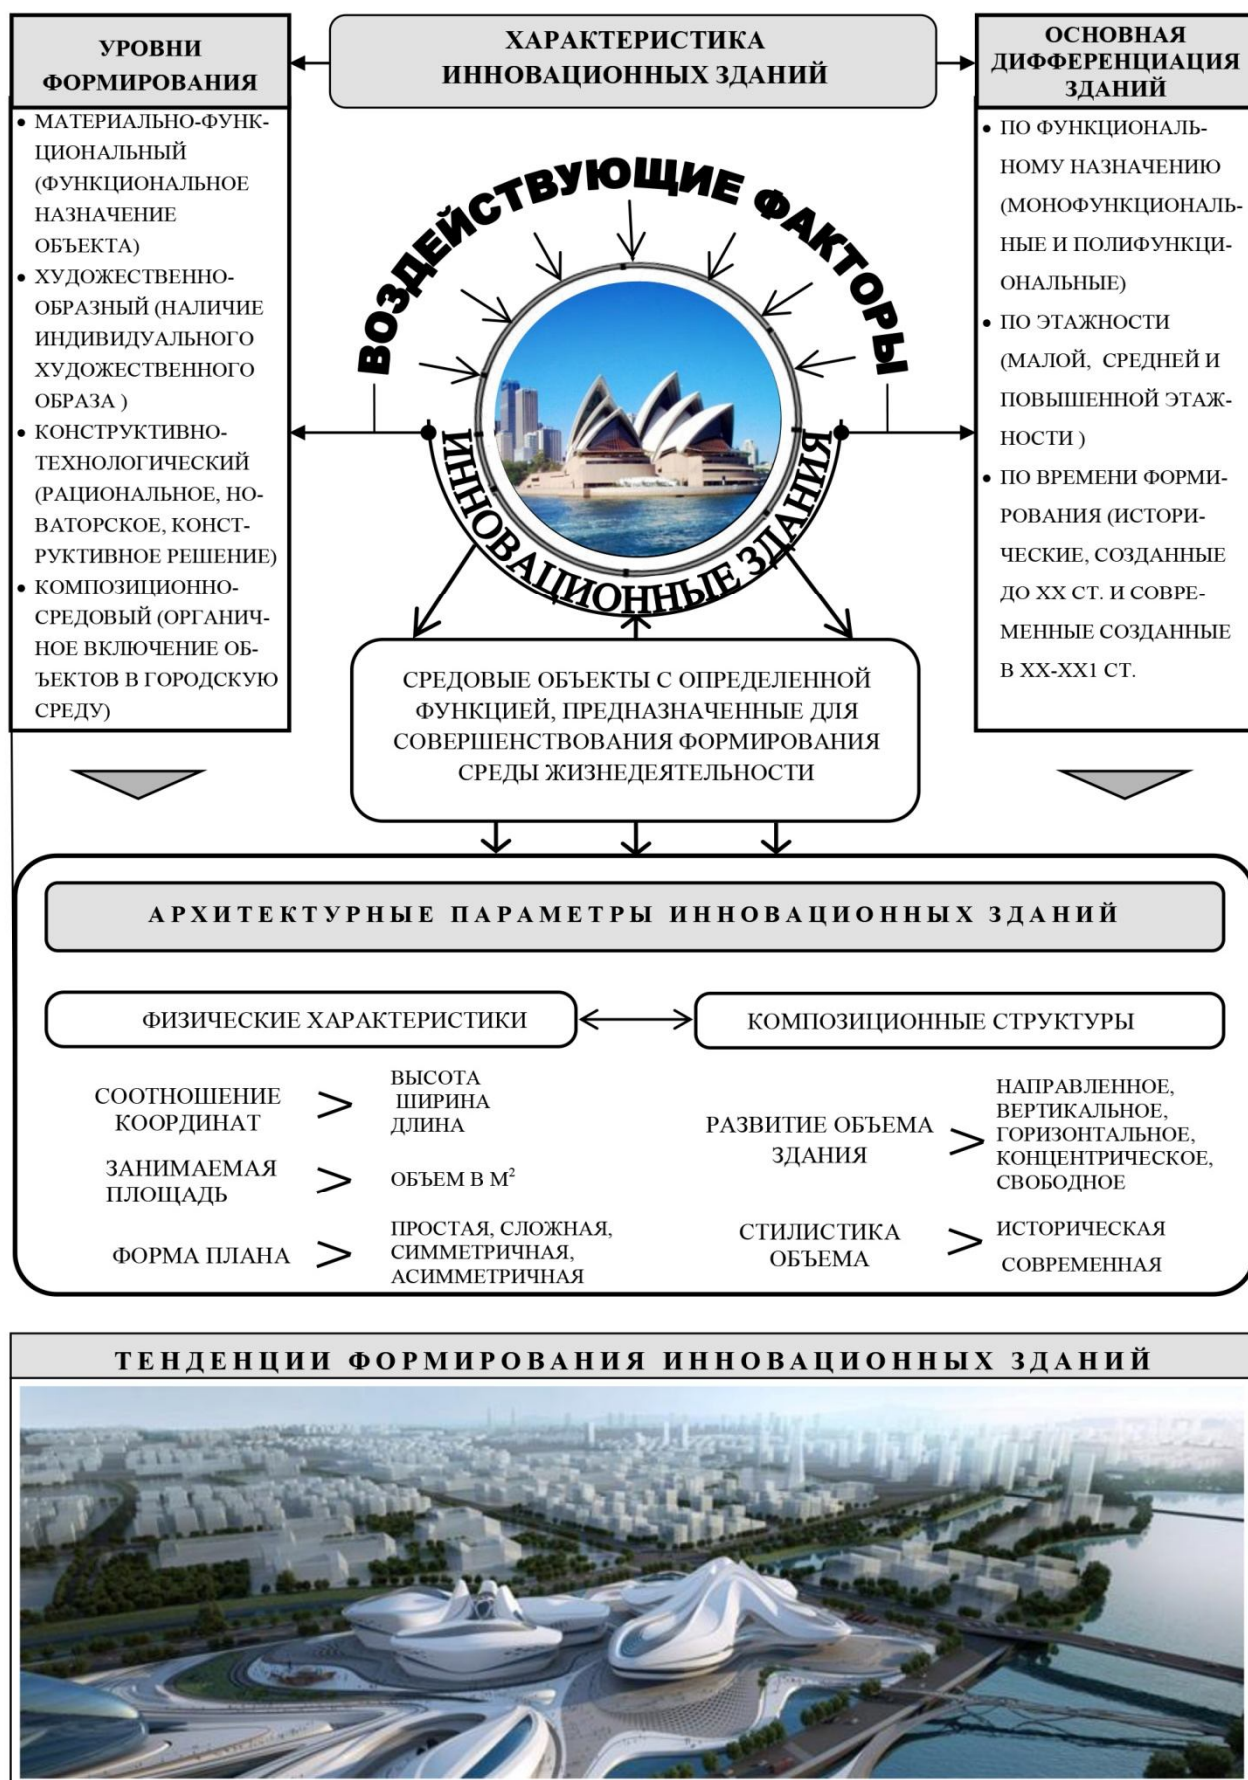 ХАРАКТЕРИСТИКА
ИННОВАЦИОННЫХ ЗДАНИЙ
УРОВНИ
ФОРМИРОВАНИЯ
• МАТЕРИАЛЬНО-ФУНК-
ЦИОНАЛЬНЫЙ
(ФУНКЦИОНАЛЬНОЕ
НАЗНАЧЕНИЕ
ОБЪЕКТА)
• ХУДОЖЕСТВЕННО-
ОБРАЗНЫЙ (НАЛИЧИЕ
ИНДИВИДУАЛЬНОГО
ХУДОЖЕСТВЕННОГО
ОБРАЗА )
• КОНСТРУКТИВНО-
ТЕХНОЛОГИЧЕСКИЙ
(РАЦИОНАЛЬНОЕ, НО-
ВАТОРСКОЕ, КОНСТ-
РУКТИВНОЕ РЕШЕНИЕ)
• КОМПОЗИЦИОННО-
СРЕДОВЫЙ (ОРГАНИЧ-
НОЕ ВКЛЮЧЕНИЕ ОБ-
ЪЕКТОВ В ГОРОДСКУЮ
СРЕДУ)
ВОЗДЕЙСТВУЮЩИЕ ФАКТОРЫ
ИННОВАЦИОННЫЕ ЗДАНИЯ
ОСНОВНАЯ
ДИФФЕРЕНЦИАЦИЯ
ЗДАНИЙ
• ПО ФУНКЦИОНАЛЬ-
НОМУ НАЗНАЧЕНИЮ
(МОНОФУНКЦИОНАЛЬ-
НЫЕ И ПОЛИФУНКЦИ-
ОНАЛЬНЫЕ)
• ПО ЭТАЖНОСТИ
(МАЛОЙ, СРЕДНЕЙ И
ПОВЫШЕННОЙ ЭТАЖ-
НОСТИ )
• ПО ВРЕМЕНИ ФОРМИ-
РОВАНИЯ (ИСТОРИ-
ЧЕСКИЕ, СОЗДАННЫЕ
ДО ХХ СТ. И СОВРЕ-
МЕННЫЕ СОЗДАННЫЕ
В ХХ-ХХ1 СТ.
СРЕДОВЫЕ ОБЪЕКТЫ С ОПРЕДЕЛЕННОЙ
ФУНКЦИЕЙ, ПРЕДНАЗНАЧЕННЫЕ ДЛЯ
СОВЕРШЕНСТВОВАНИЯ ФОРМИРОВАНИЯ
СРЕДЫ ЖИЗНЕДЕЯТЕЛЬНОСТИ
АРХИТЕКТУРНЫЕ ПАРАМЕТРЫ ИННОВАЦИОННЫХ ЗДАНИЙ
ФИЗИЧЕСКИЕ ХАРАКТЕРИСТИКИ
СООТНОШЕНИЕ
КООРДИНАТ
ВЫСОТА
ШИРИНА
ДЛИНА
ЗАНИМАЕМАЯ
ПЛОЩАДЬ
ОБЪЕМ В М²
ФОРМА ПЛАНА
ПРОСТАЯ, СЛОЖНАЯ,
СИММЕТРИЧНАЯ,
АСИММЕТРИЧНАЯ
КОМПОЗИЦИОННЫЕ СТРУКТУРЫ
РАЗВИТИЕ ОБЪЕМА
ЗДАНИЯ
НАПРАВЛЕННОЕ,
ВЕРТИКАЛЬНОЕ,
ГОРИЗОНТАЛЬНОЕ,
КОНЦЕНТРИЧЕСКОЕ,
СВОБОДНОЕ
СТИЛИСТИКА
ОБЪЕМА
ИСТОРИЧЕСКАЯ
СОВРЕМЕННАЯ
ТЕНДЕНЦИИ ФОРМИРОВАНИЯ ИННОВАЦИОННЫХ ЗДАНИЙ